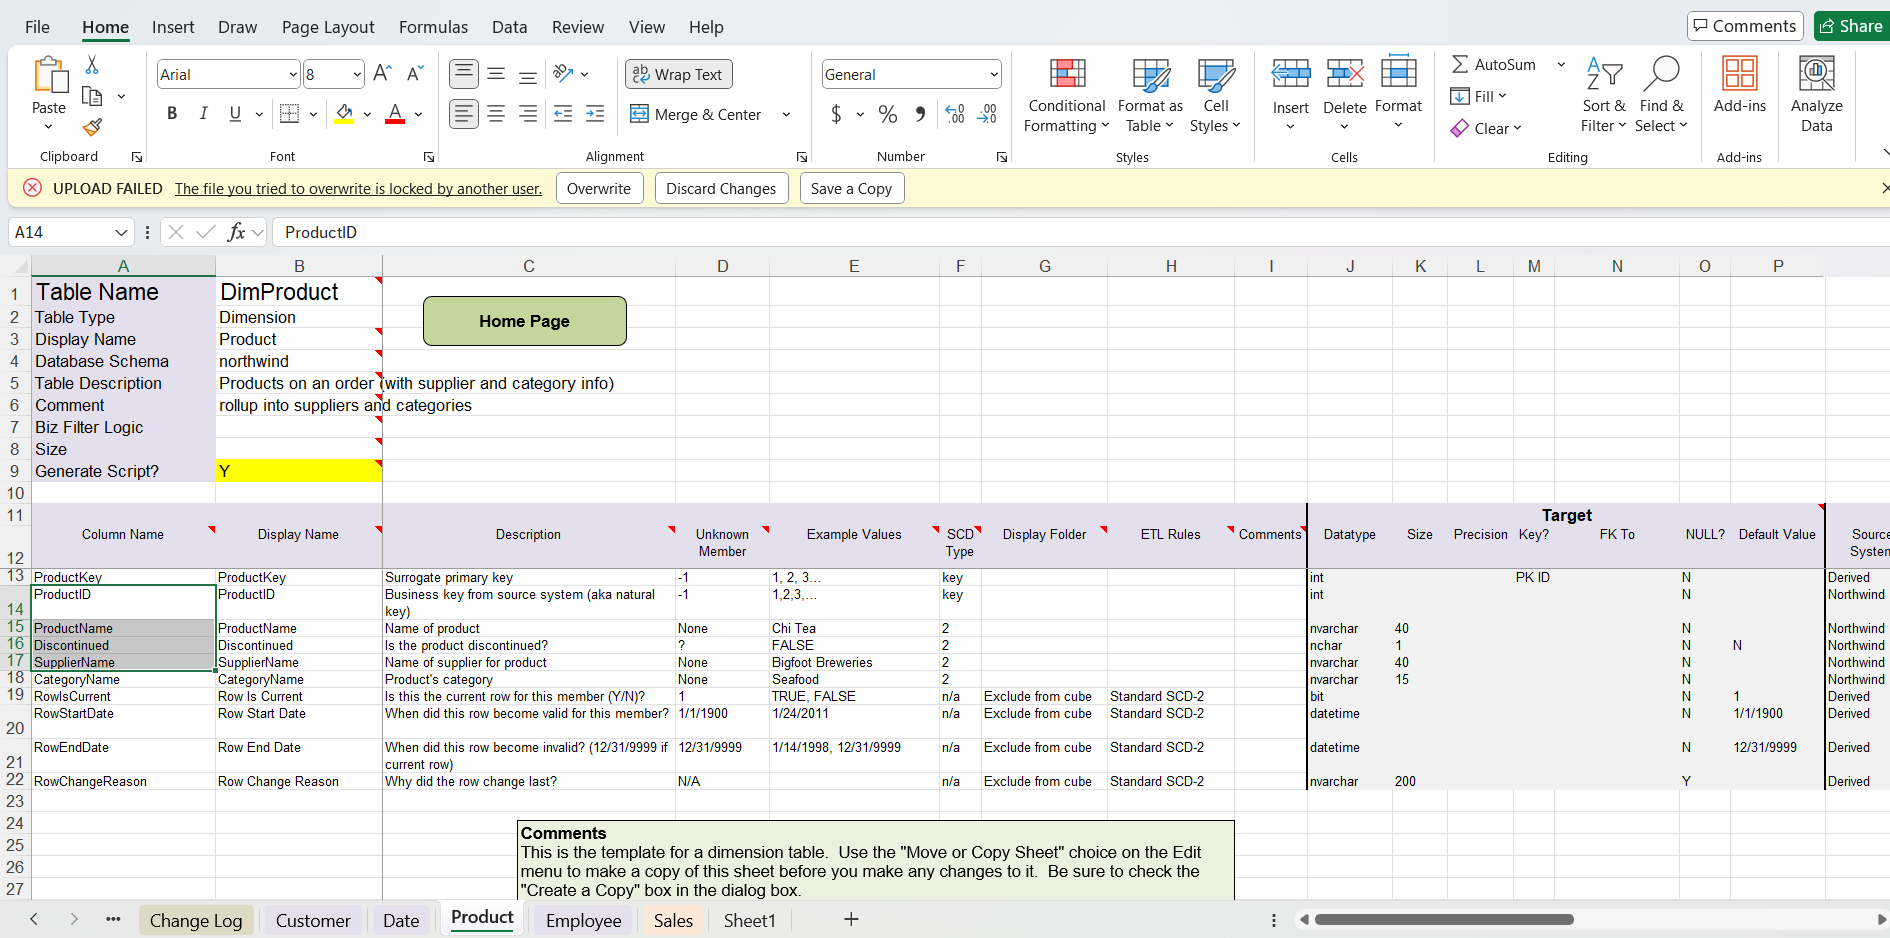 File Home Insert Draw Page Layout Formulas Data Review View Help Comments Share
Arial 8 Wrap Text General Conditional Formatting Format as Table Cell Styles Insert Delete Format AutoSum Fill Clear Sort & Filter Find & Select Add-ins Analyze Data
Paste B I U A Merge & Center $ %
Clipboard Font Alignment Number Styles Cells Editing Add-ins
UPLOAD FAILED The file you tried to overwrite is locked by another user. Overwrite Discard Changes Save a Copy
A14 fx ProductID
A B C D E F G H I J K L M N O P
1 Table Name DimProduct
Home Page
2 Table Type Dimension
3 Display Name Product
4 Database Schema northwind
5 Table Description Products on an order (with supplier and category info)
6 Comment rollup into suppliers and categories
7 Biz Filter Logic
8 Size
9 Generate Script? Y
10
11 Target
12 Column Name Display Name Description Unknown Member Example Values SCD Type Display Folder ETL Rules Comments Datatype Size Precision Key? FK To NULL? Default Value Source System
13 ProductKey ProductKey Surrogate primary key -1 1, 2, 3... key int PK ID N Derived
14 ProductID ProductID Business key from source system (aka natural key) -1 1,2,3,... key int N Northwind
15 ProductName ProductName Name of product None Chi Tea 2 nvarchar 40 N Northwind
16 Discontinued Discontinued Is the product discontinued? ? FALSE 2 nchar 1 N N Northwind
17 SupplierName SupplierName Name of supplier for product None Bigfoot Breweries 2 nvarchar 40 N Northwind
18 CategoryName CategoryName Product's category None Seafood 2 nvarchar 15 N Northwind
19 RowIsCurrent Row Is Current Is this the current row for this member (Y/N)? 1 TRUE, FALSE n/a Exclude from cube Standard SCD-2 bit N 1 Derived
20 RowStartDate Row Start Date When did this row become valid for this member? 1/1/1900 1/24/2011 n/a Exclude from cube Standard SCD-2 datetime N 1/1/1900 Derived
21 RowEndDate Row End Date When did this row become invalid? (12/31/9999 if current row) 12/31/9999 1/14/1998, 12/31/9999 n/a Exclude from cube Standard SCD-2 datetime N 12/31/9999 Derived
22 RowChangeReason Row Change Reason Why did the row change last? N/A n/a Exclude from cube Standard SCD-2 nvarchar 200 Y Derived
23
24
25
26
27
Comments
This is the template for a dimension table.  Use the "Move or Copy Sheet" choice on the Edit
menu to make a copy of this sheet before you make any changes to it.  Be sure to check the
"Create a Copy" box in the dialog box.
Change Log Customer Date Product Employee Sales Sheet1